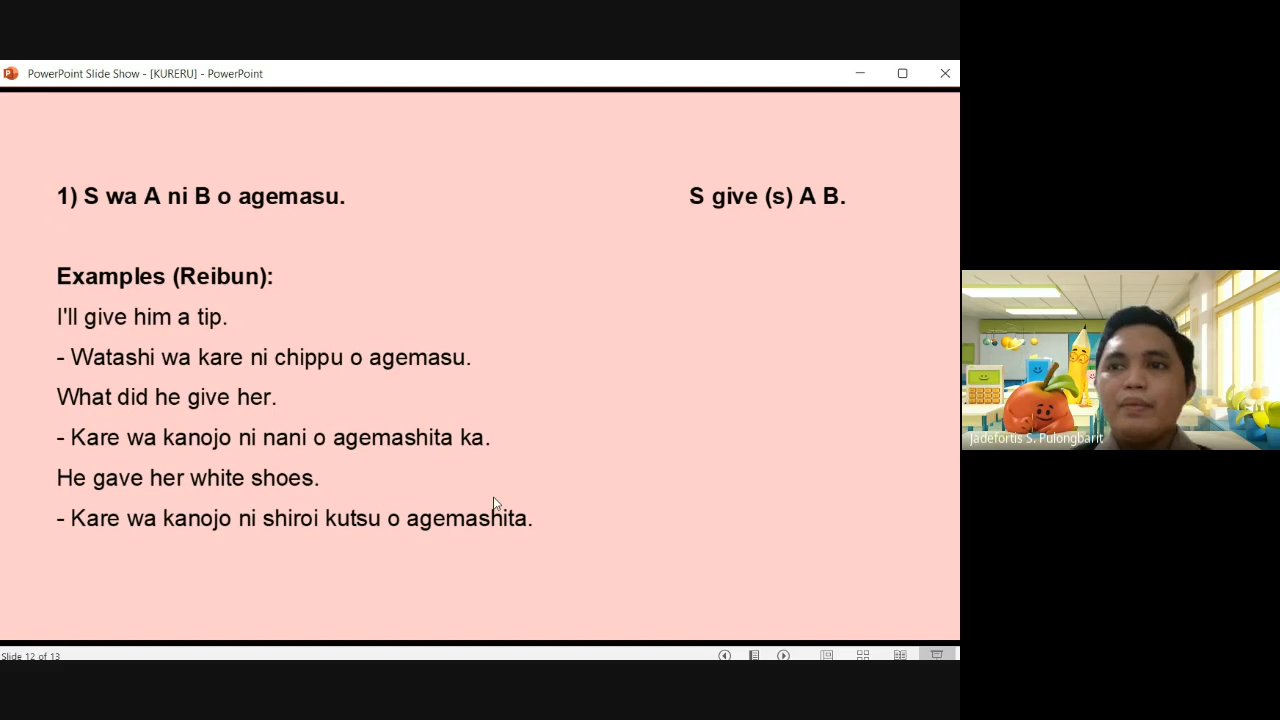 PowerPoint Slide Show - [KURERU] - PowerPoint
1) S wa A ni B o agemasu. S give (s) A B.
Examples (Reibun):
I'll give him a tip.
- Watashi wa kare ni chippu o agemasu.
What did he give her.
- Kare wa kanojo ni nani o agemashita ka.
He gave her white shoes.
- Kare wa kanojo ni shiroi kutsu o agemashita.
Jadefortis S. Pulongbarit
Slide 12 of 13